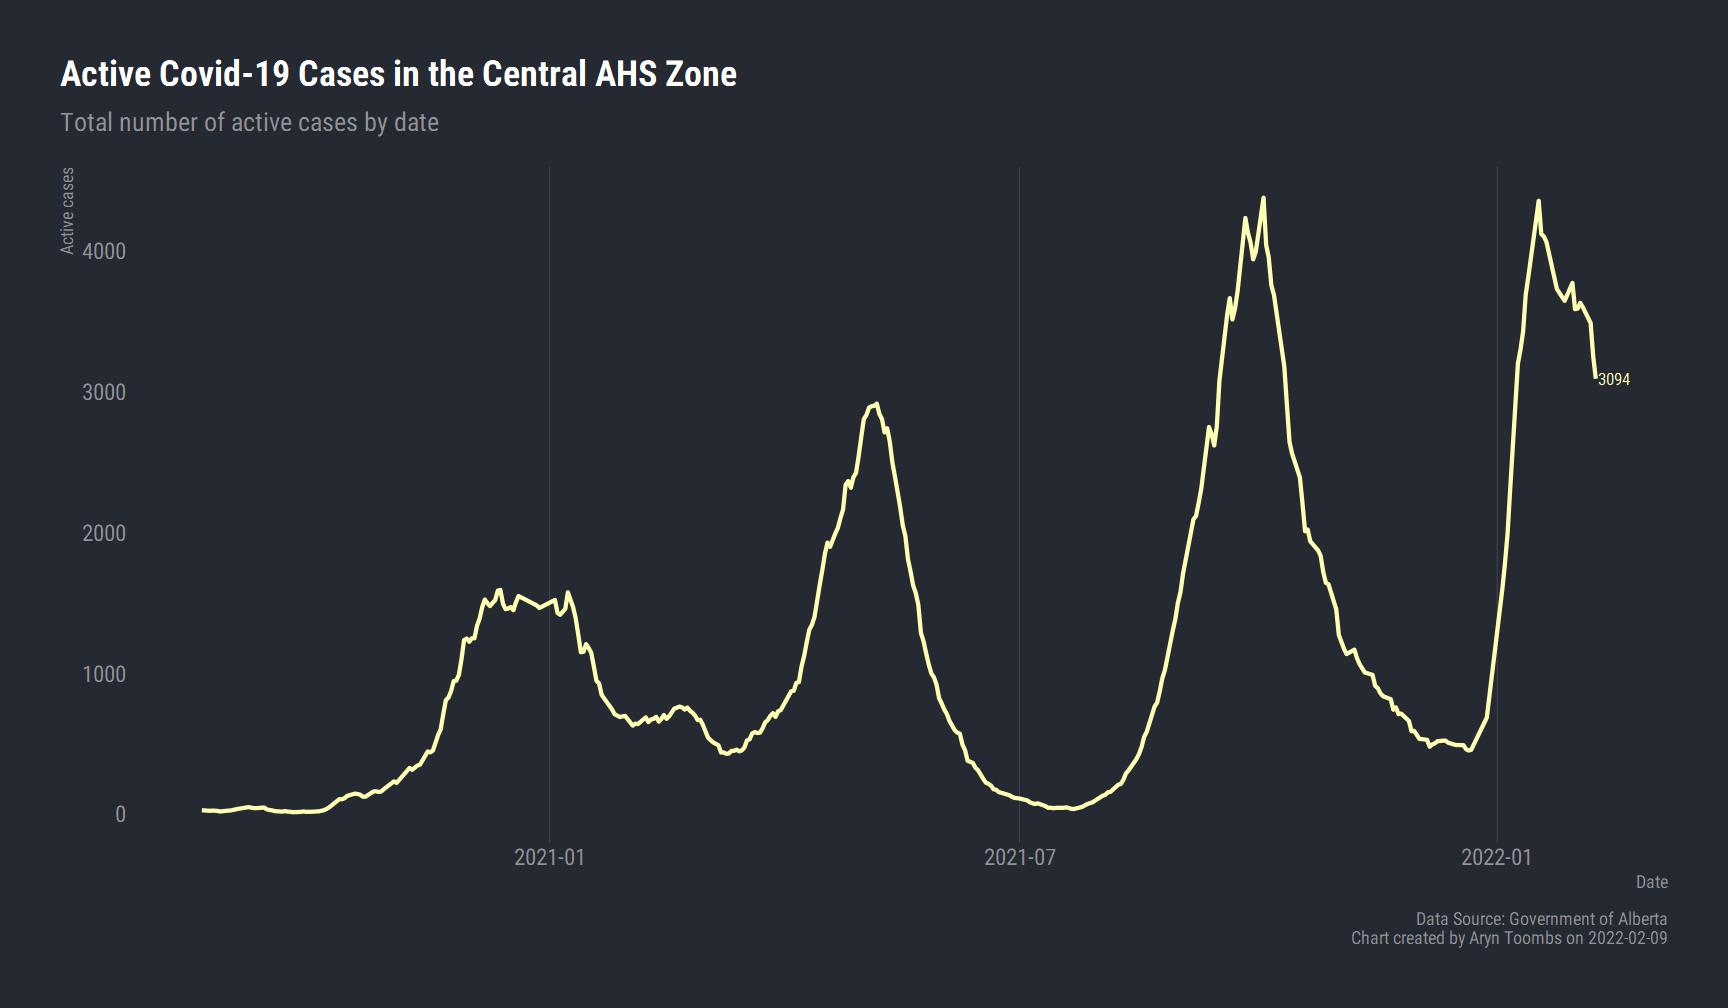 Active Covid-19 Cases in the Central AHS Zone
Total number of active cases by date
Active cases
4000
3000
2000
1000
0
3094
2021-01
2021-07
2022-01
Date
Data Source: Government of Alberta
Chart created by Aryn Toombs on 2022-02-09